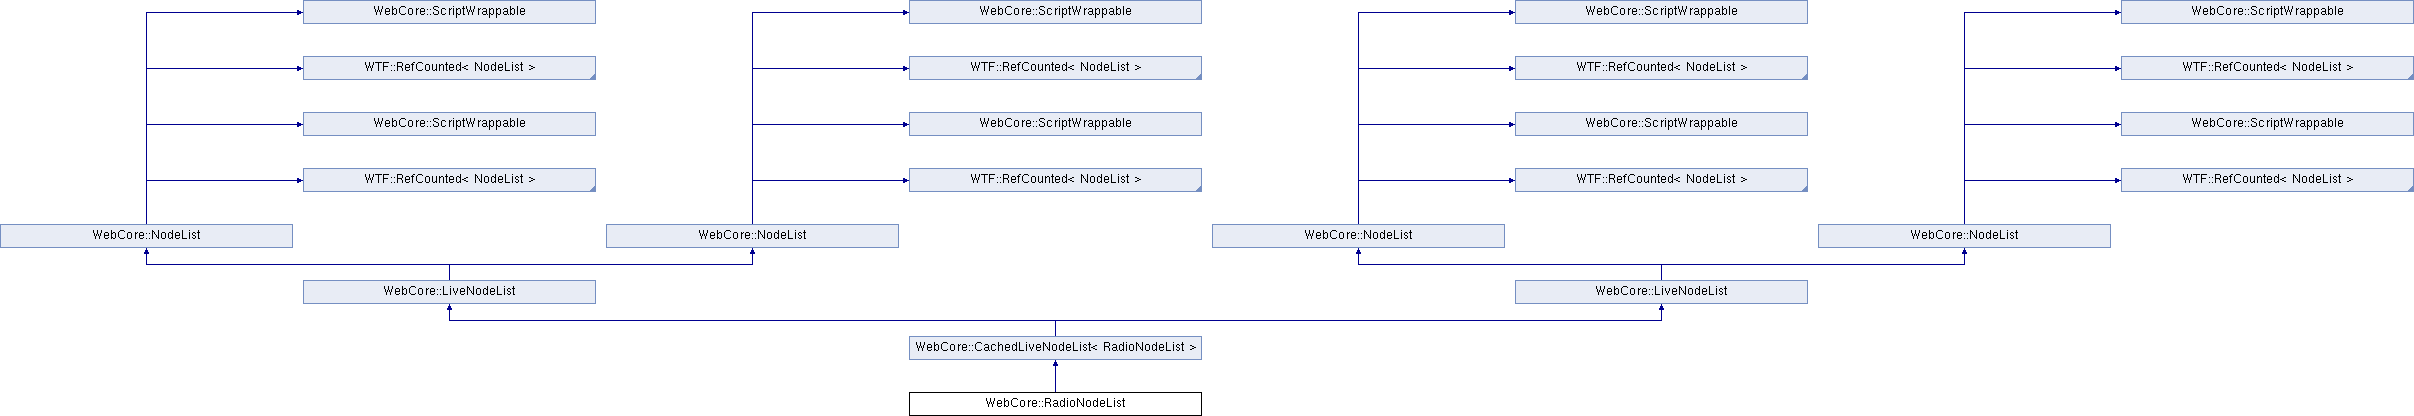 WebCore::ScriptWrappable
WebCore::ScriptWrappable
WebCore::ScriptWrappable
WebCore::ScriptWrappable
WTF::RefCounted< NodeList >
WTF::RefCounted< NodeList >
WTF::RefCounted< NodeList >
WTF::RefCounted< NodeList >
WebCore::ScriptWrappable
WebCore::ScriptWrappable
WebCore::ScriptWrappable
WebCore::ScriptWrappable
WTF::RefCounted< NodeList >
WTF::RefCounted< NodeList >
WTF::RefCounted< NodeList >
WTF::RefCounted< NodeList >
WebCore::NodeList
WebCore::NodeList
WebCore::NodeList
WebCore::NodeList
WebCore::LiveNodeList
WebCore::LiveNodeList
WebCore::CachedLiveNodeList< RadioNodeList >
WebCore::RadioNodeList